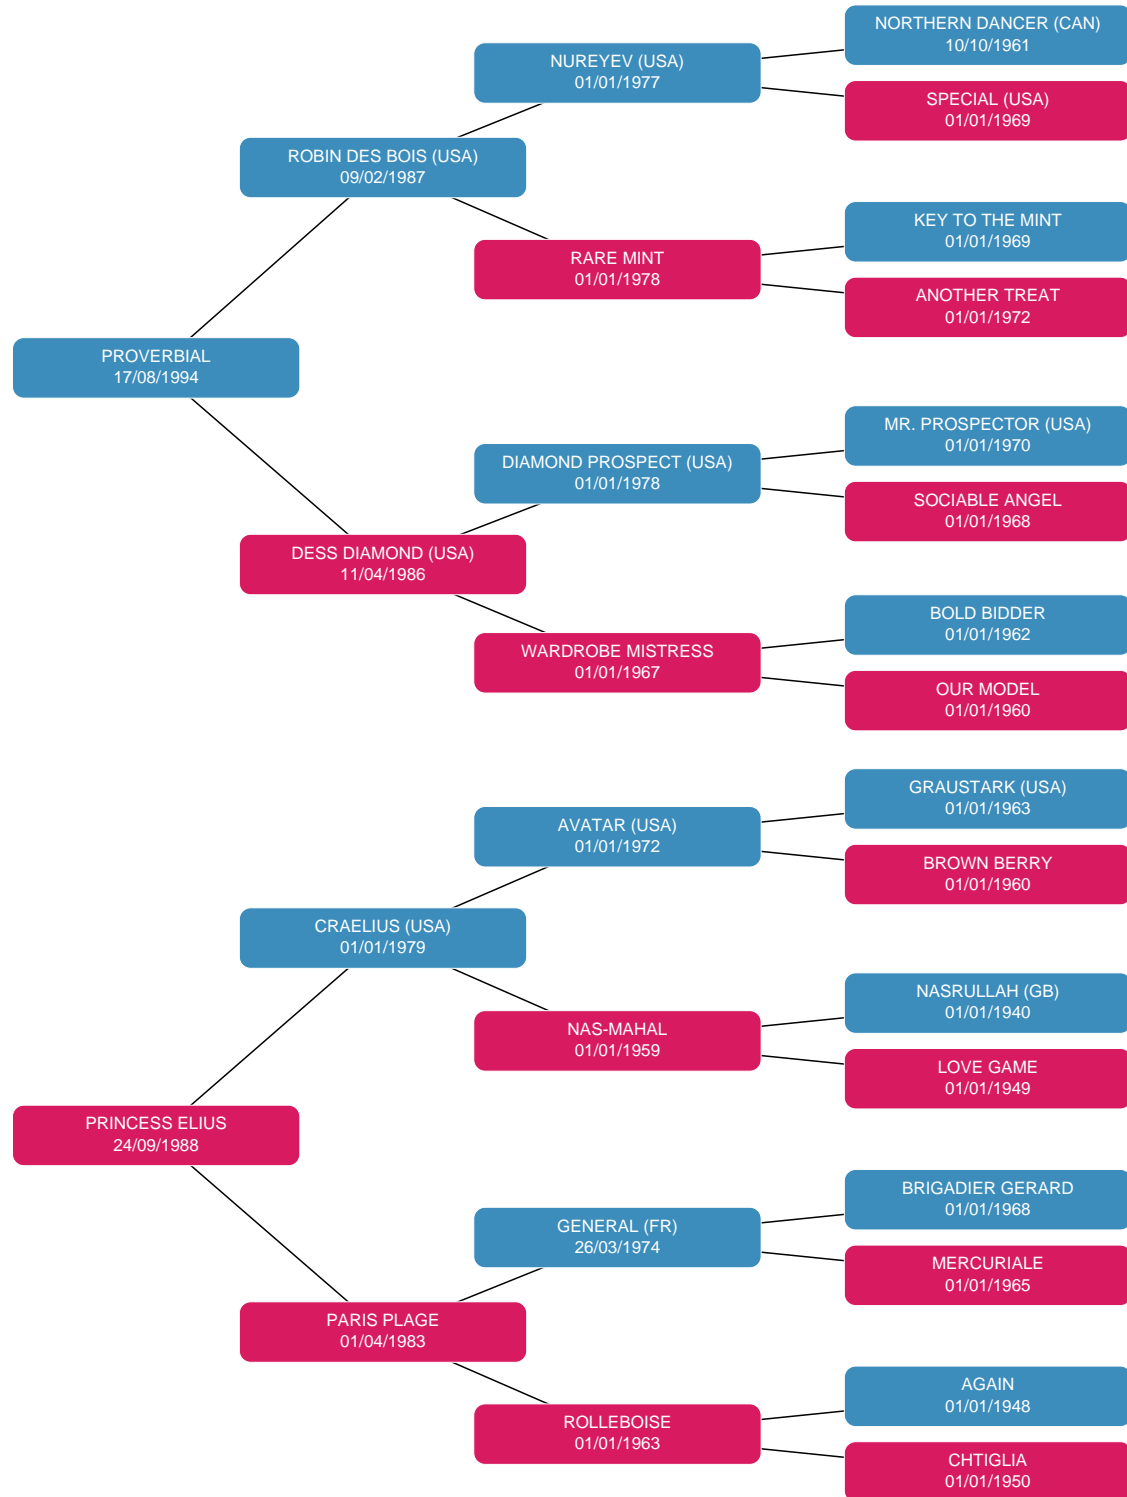 NORTHERN DANCER (CAN)
10/10/1961
NUREYEV (USA)
01/01/1977
SPECIAL (USA)
01/01/1969
ROBIN DES BOIS (USA)
09/02/1987
KEY TO THE MINT
01/01/1969
RARE MINT
01/01/1978
ANOTHER TREAT
01/01/1972
PROVERBIAL
17/08/1994
MR. PROSPECTOR (USA)
01/01/1970
DIAMOND PROSPECT (USA)
01/01/1978
SOCIABLE ANGEL
01/01/1968
DESS DIAMOND (USA)
11/04/1986
BOLD BIDDER
01/01/1962
WARDROBE MISTRESS
01/01/1967
OUR MODEL
01/01/1960
GRAUSTARK (USA)
01/01/1963
AVATAR (USA)
01/01/1972
BROWN BERRY
01/01/1960
CRAELIUS (USA)
01/01/1979
NASRULLAH (GB)
01/01/1940
NAS-MAHAL
01/01/1959
LOVE GAME
01/01/1949
PRINCESS ELIUS
24/09/1988
BRIGADIER GERARD
01/01/1968
GENERAL (FR)
26/03/1974
MERCURIALE
01/01/1965
PARIS PLAGE
01/04/1983
AGAIN
01/01/1948
ROLLEBOISE
01/01/1963
CHTIGLIA
01/01/1950